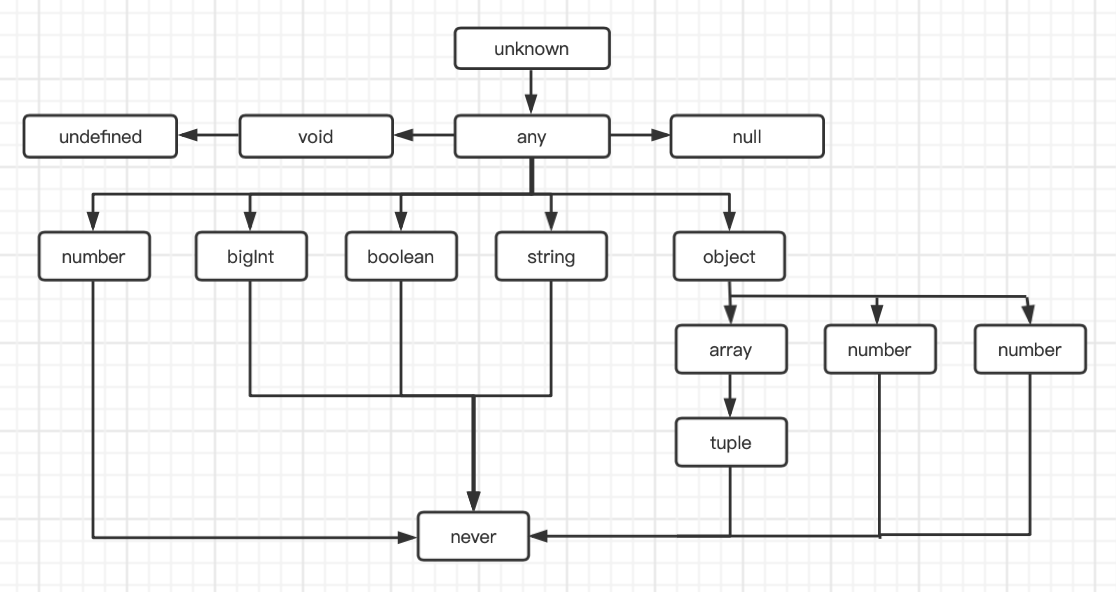 unknown
undefined
void
any
null
number
bigInt
boolean
string
object
array
number
number
tuple
never